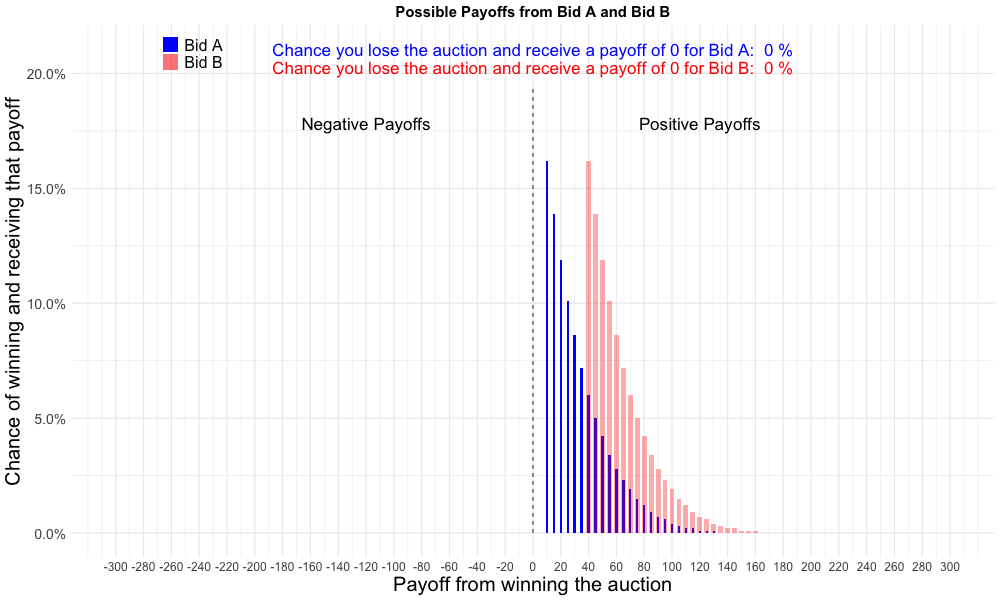 Possible Payoffs from Bid A and Bid B
Bid A
Bid B
Chance you lose the auction and receive a payoff of 0 for Bid A:  0 %
Chance you lose the auction and receive a payoff of 0 for Bid B:  0 %
Negative Payoffs
Positive Payoffs
Chance of winning and receiving that payoff
20.0%
15.0%
10.0%
5.0%
0.0%
-300 -280 -260 -240 -220 -200 -180 -160 -140 -120 -100 -80 -60 -40 -20 0 20 40 60 80 100 120 140 160 180 200 220 240 260 280 300
Payoff from winning the auction